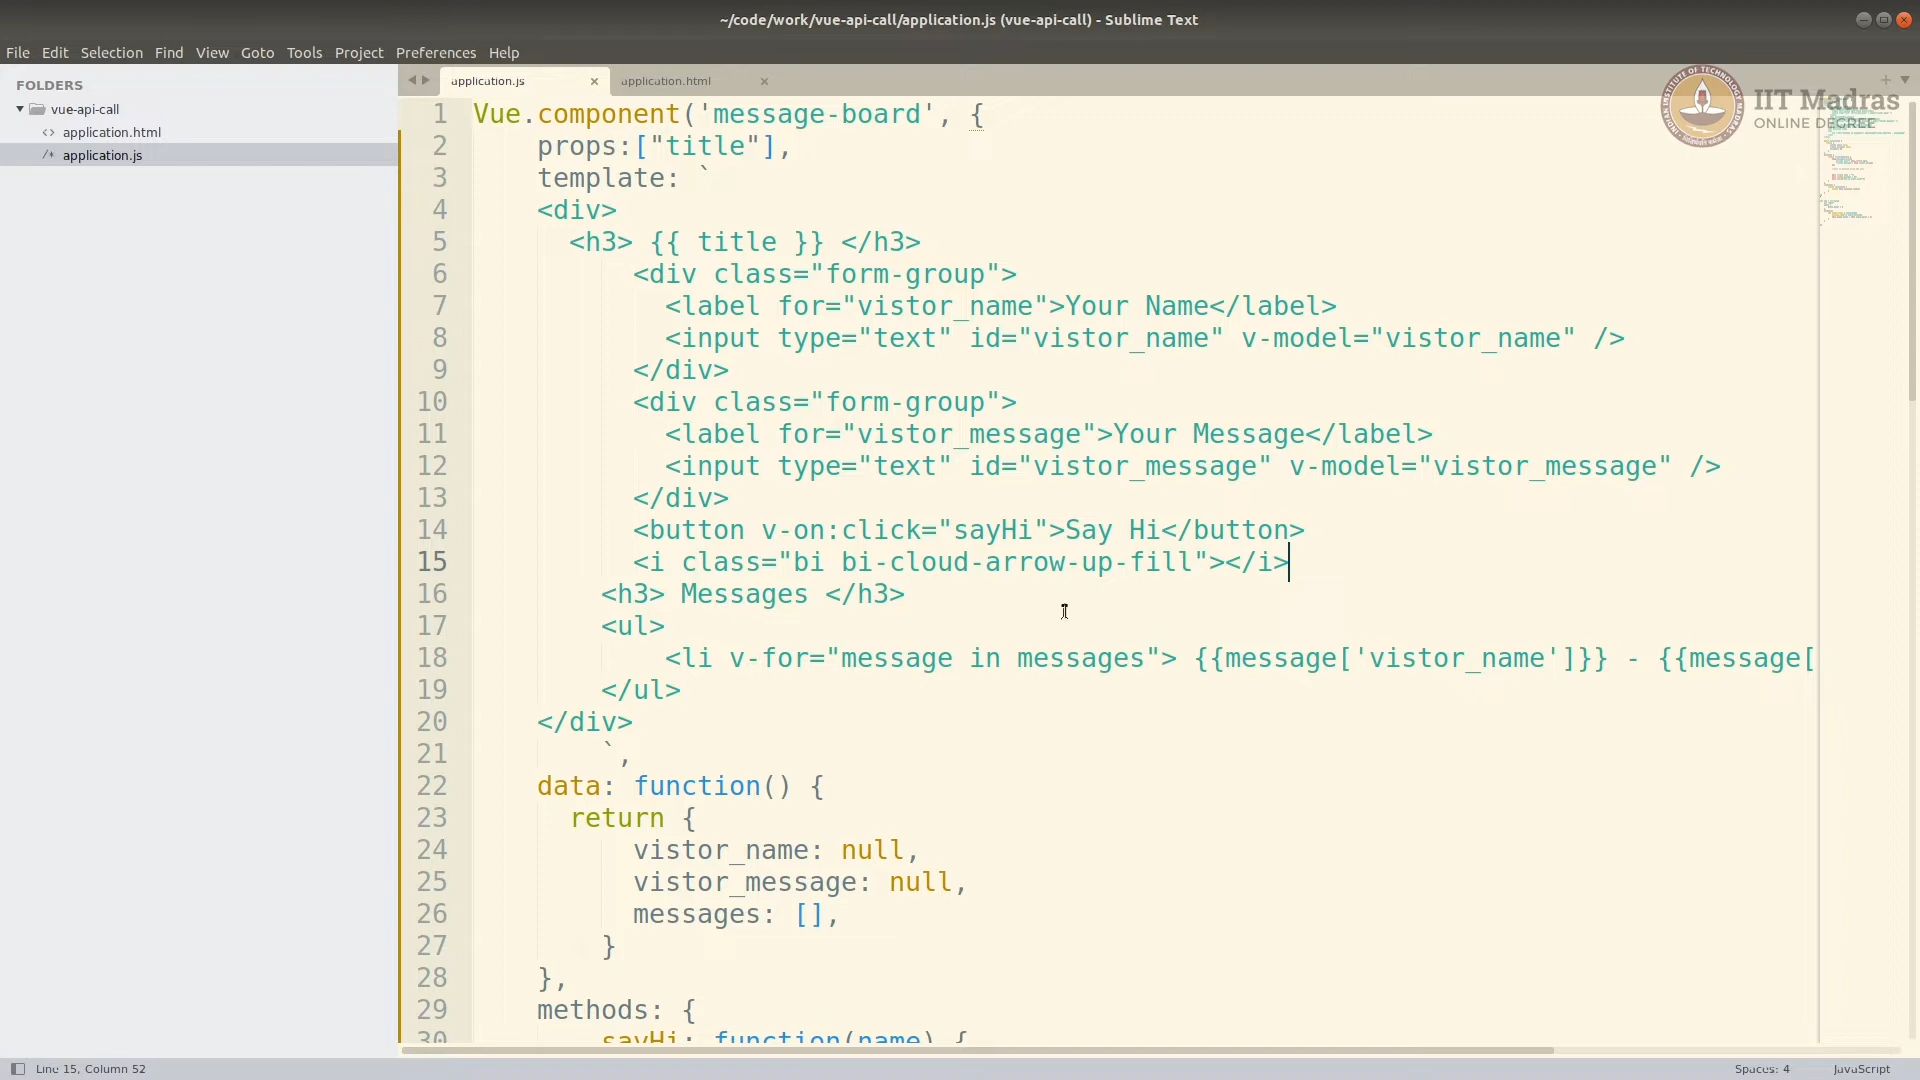 ~/code/work/vue-api-call/application.js (vue-api-call) - Sublime Text
File Edit Selection Find View Goto Tools Project Preferences Help
FOLDERS
vue-api-call
<> application.html
/* application.js
application.js × application.html ×
IIT Madras
ONLINE DEGREE
1 Vue.component('message-board', {
2 props:["title"],
3 template: `
4 <div>
5 <h3> {{ title }} </h3>
6 <div class="form-group">
7 <label for="vistor_name">Your Name</label>
8 <input type="text" id="vistor_name" v-model="vistor_name" />
9 </div>
10 <div class="form-group">
11 <label for="vistor_message">Your Message</label>
12 <input type="text" id="vistor_message" v-model="vistor_message" />
13 </div>
14 <button v-on:click="sayHi">Say Hi</button>
15 <i class="bi bi-cloud-arrow-up-fill"></i>
16 <h3> Messages </h3>
17 <ul>
18 <li v-for="message in messages"> {{message['vistor_name']}} - {{message[
19 </ul>
20 </div>
21 `,
22 data: function() {
23 return {
24 vistor_name: null,
25 vistor_message: null,
26 messages: [],
27 }
28 },
29 methods: {
30 sayHi: function(name) {
Line 15, Column 52
Spaces: 4 JavaScript